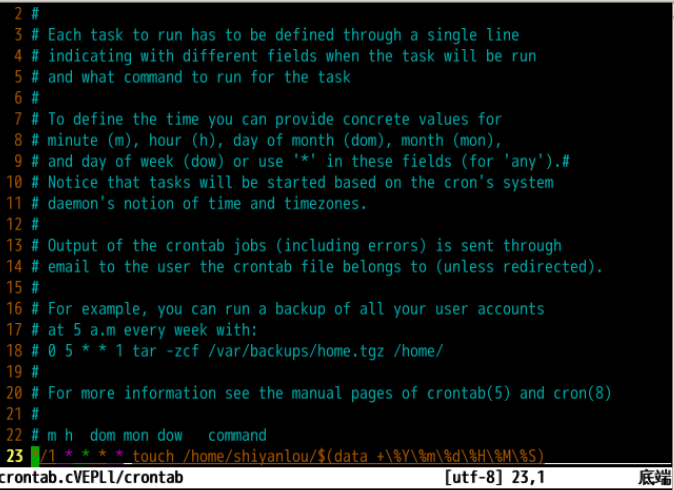 2 #
3 # Each task to run has to be defined through a single line
4 # indicating with different fields when the task will be run
5 # and what command to run for the task
6 #
7 # To define the time you can provide concrete values for
8 # minute (m), hour (h), day of month (dom), month (mon),
9 # and day of week (dow) or use '*' in these fields (for 'any').#
10 # Notice that tasks will be started based on the cron's system
11 # daemon's notion of time and timezones.
12 #
13 # Output of the crontab jobs (including errors) is sent through
14 # email to the user the crontab file belongs to (unless redirected).
15 #
16 # For example, you can run a backup of all your user accounts
17 # at 5 a.m every week with:
18 # 0 5 * * 1 tar -zcf /var/backups/home.tgz /home/
19 #
20 # For more information see the manual pages of crontab(5) and cron(8)
21 #
22 # m h  dom mon dow   command
23 */1 * * * * touch /home/shiyanlou/$(data +\%Y\%m\%d\%H\%M\%S)
crontab.cVEPLl/crontab [utf-8] 23,1 底端